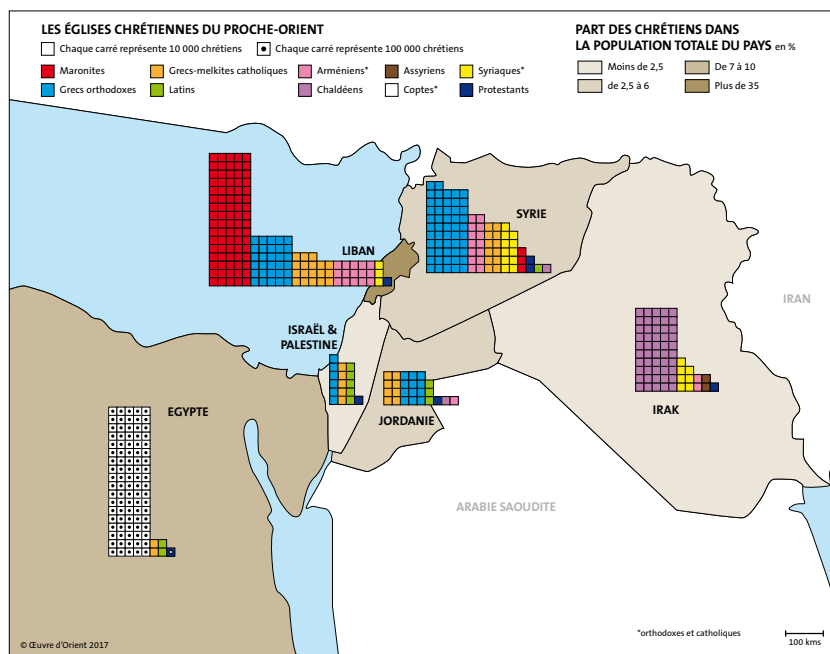 LES ÉGLISES CHRÉTIENNES DU PROCHE-ORIENT
Chaque carré représente 10 000 chrétiens
Chaque carré représente 100 000 chrétiens
Maronites
Grecs-melkites catholiques
Arméniens*
Assyriens
Syriaques*
Grecs orthodoxes
Latins
Chaldéens
Coptes*
Protestants
PART DES CHRÉTIENS DANS
LA POPULATION TOTALE DU PAYS en %
Moins de 2,5
De 7 à 10
de 2,5 à 6
Plus de 35
SYRIE
LIBAN
IRAN
ISRAËL &
PALESTINE
EGYPTE
JORDANIE
IRAK
ARABIE SAOUDITE
*orthodoxes et catholiques
100 kms
© Œuvre d'Orient 2017